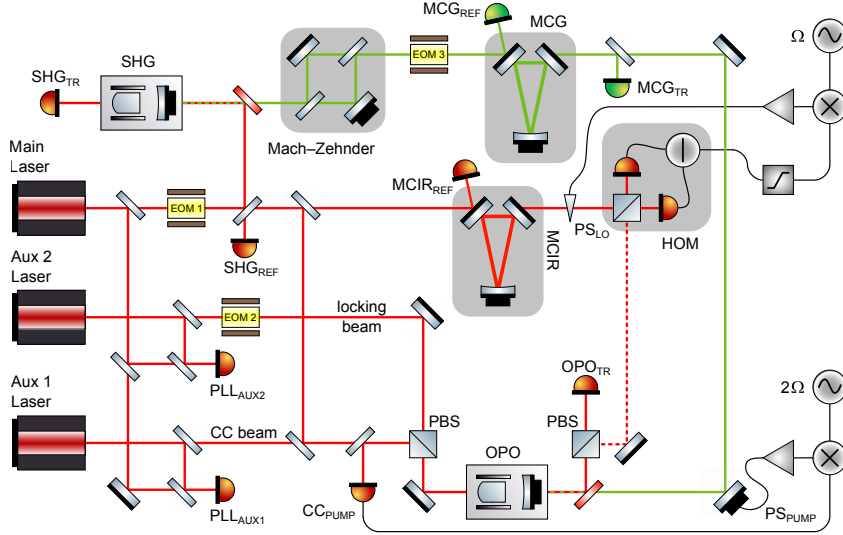 SHG
SHG_TR
Main
Laser
EOM 1
SHG_REF
Mach–Zehnder
EOM 3
MCG_REF
MCG
MCG_TR
Ω
MCIR_REF
MCIR
PS_LO
HOM
Aux 2
Laser
EOM 2
locking
beam
PLL_AUX2
Aux 1
Laser
CC beam
PLL_AUX1
PBS
CC_PUMP
OPO
OPO_TR
PBS
2Ω
PS_PUMP